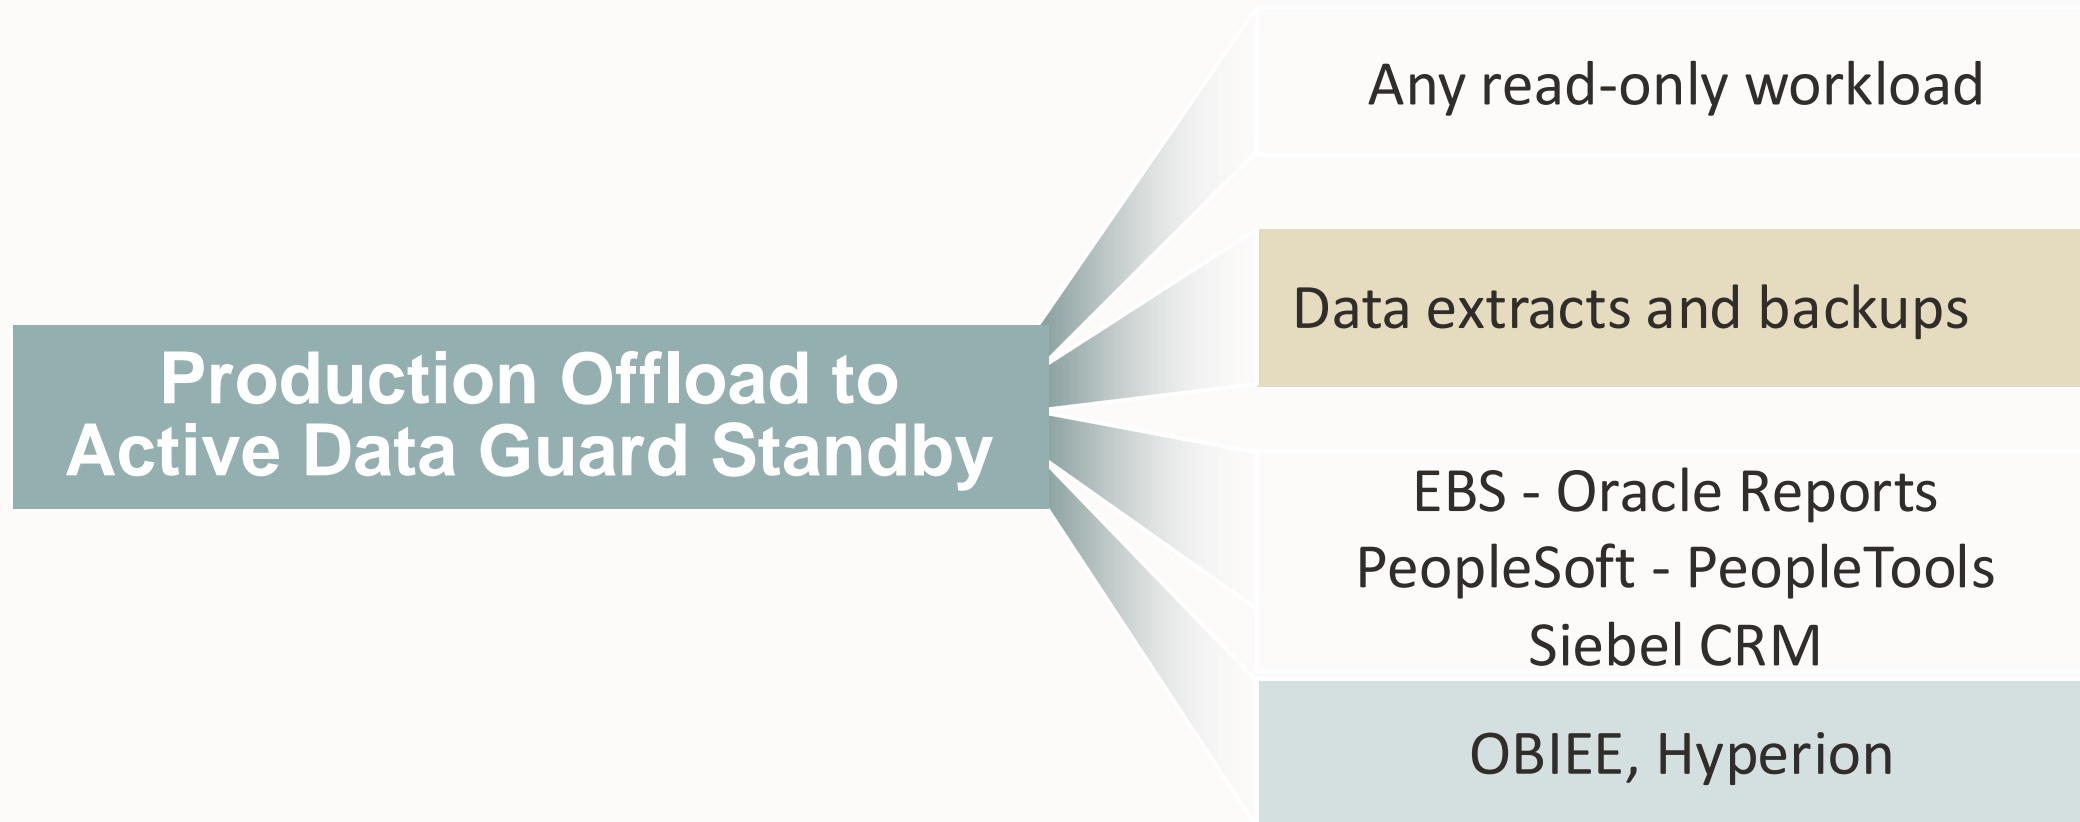 Any read-only workload
Data extracts and backups
Production Offload to
Active Data Guard Standby
EBS - Oracle Reports
PeopleSoft - PeopleTools
Siebel CRM
OBIEE, Hyperion